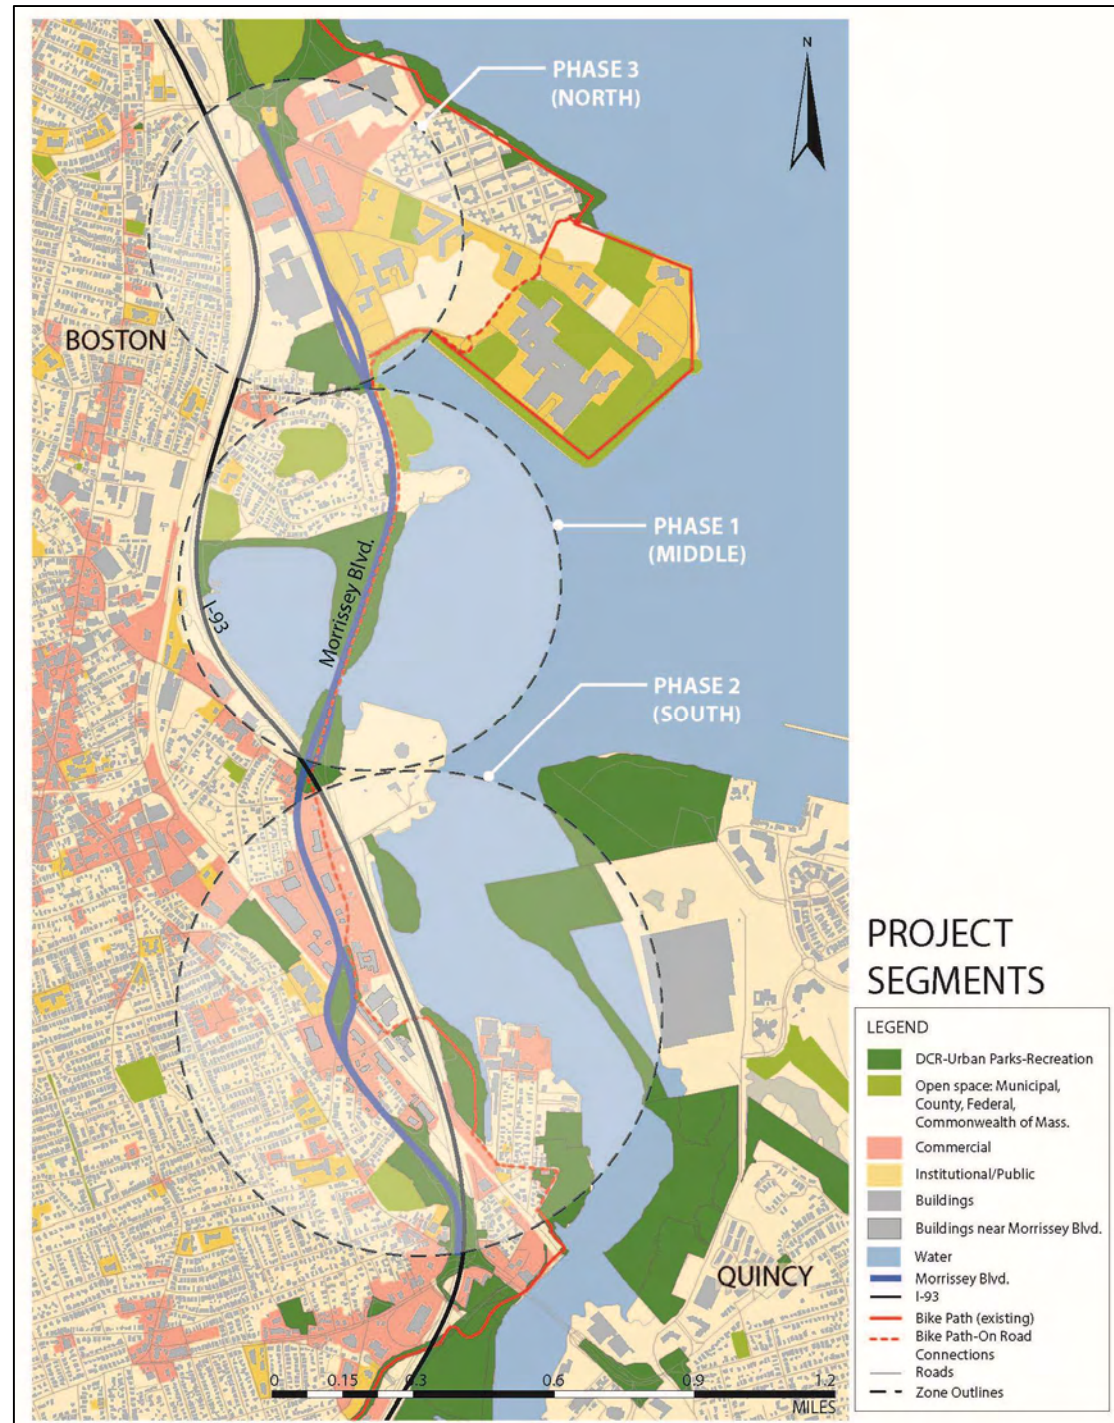 PHASE 3
(NORTH)
N
BOSTON
PHASE 1
(MIDDLE)
Morrissey Blvd.
I-93
PHASE 2
(SOUTH)
PROJECT
SEGMENTS
LEGEND
DCR-Urban Parks-Recreation
Open space: Municipal,
County, Federal,
Commonwealth of Mass.
Commercial
Institutional/Public
Buildings
Buildings near Morrissey Blvd.
Water
Morrissey Blvd.
I-93
Bike Path (existing)
Bike Path-On Road
Connections
Roads
Zone Outlines
QUINCY
0 0.15 0.3 0.6 0.9 1.2
MILES